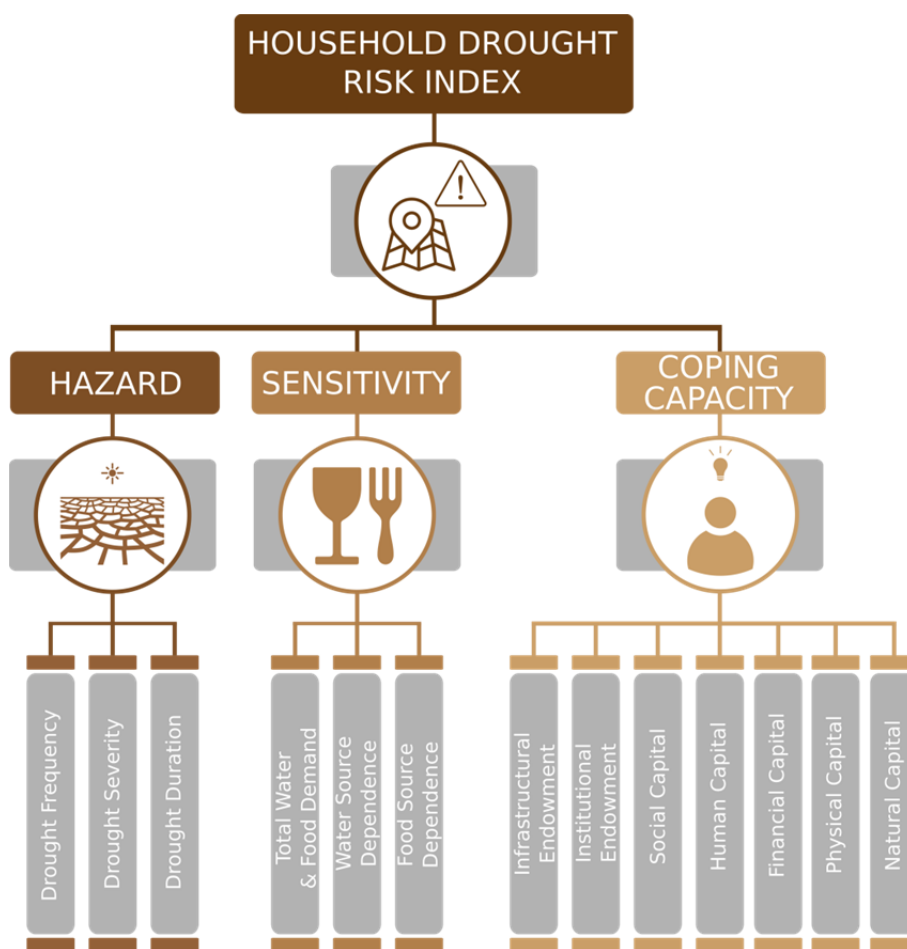 HOUSEHOLD DROUGHT
RISK INDEX
HAZARD
SENSITIVITY
COPING
CAPACITY
Drought Frequency
Drought Severity
Drought Duration
Total Water
& Food Demand
Water Source
Dependence
Food Source
Dependence
Infrastructural
Endowment
Institutional
Endowment
Social Capital
Human Capital
Financial Capital
Physical Capital
Natural Capital